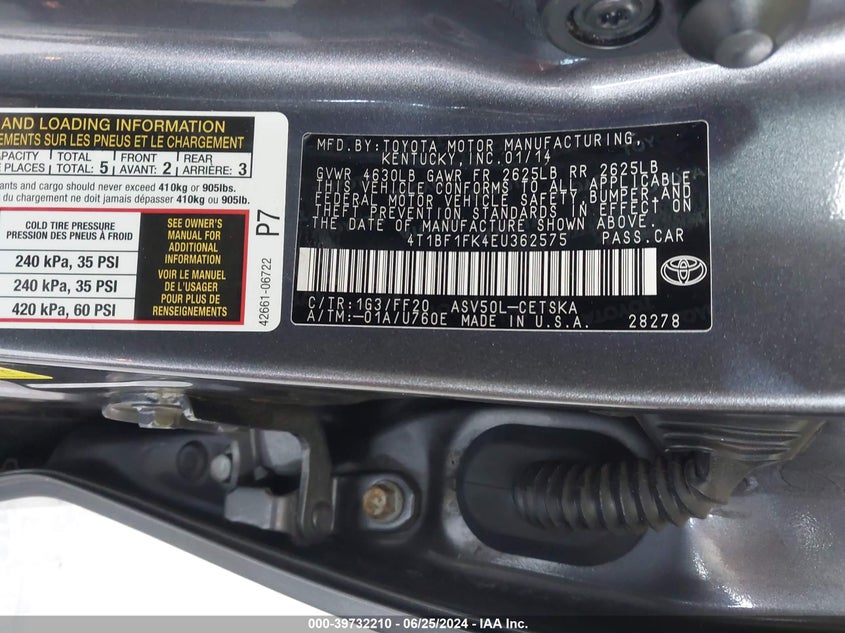 AND LOADING INFORMATION
EMENTS SUR LES PNEUS ET LE CHARGEMENT
APACITY TOTAL FRONT REAR
PLACES TOTAL: 5 AVANT: 2 ARRIÈRE: 3
ants and cargo should never exceed 410kg or 905lbs.
u chargement ne doit jamais dépasser 410kg ou 905lb.
COLD TIRE PRESSURE
PRESSION DES PNEUS À FROID
240 kPa, 35 PSI
240 kPa, 35 PSI
420 kPa, 60 PSI
SEE OWNER'S
MANUAL FOR
ADDITIONAL
INFORMATION
VOIR LE MANUEL
DE L'USAGER
POUR PLUS DE
RENSEIGNEMENTS
P7
42661-06722
MFD.BY:TOYOTA MOTOR MANUFACTURING,
KENTUCKY,INC.01/14
GVWR 4630LB GAWR FR 2625LB RR 2625LB
THIS VEHICLE CONFORMS TO ALL APPLICABLE
FEDERAL MOTOR VEHICLE SAFETY,BUMPER,AND
THEFT PREVENTION STANDARDS IN EFFECT ON
THE DATE OF MANUFACTURE SHOWN ABOVE.
4T1BF1FK4EU362575 PASS.CAR
C/TR:1G3/FF20 ASV50L-CETSKA
A/TM:-01A/U760E MADE IN U.S.A. 28278
TOYOTA
000-39732210 - 06/25/2024 - IAA, Inc.